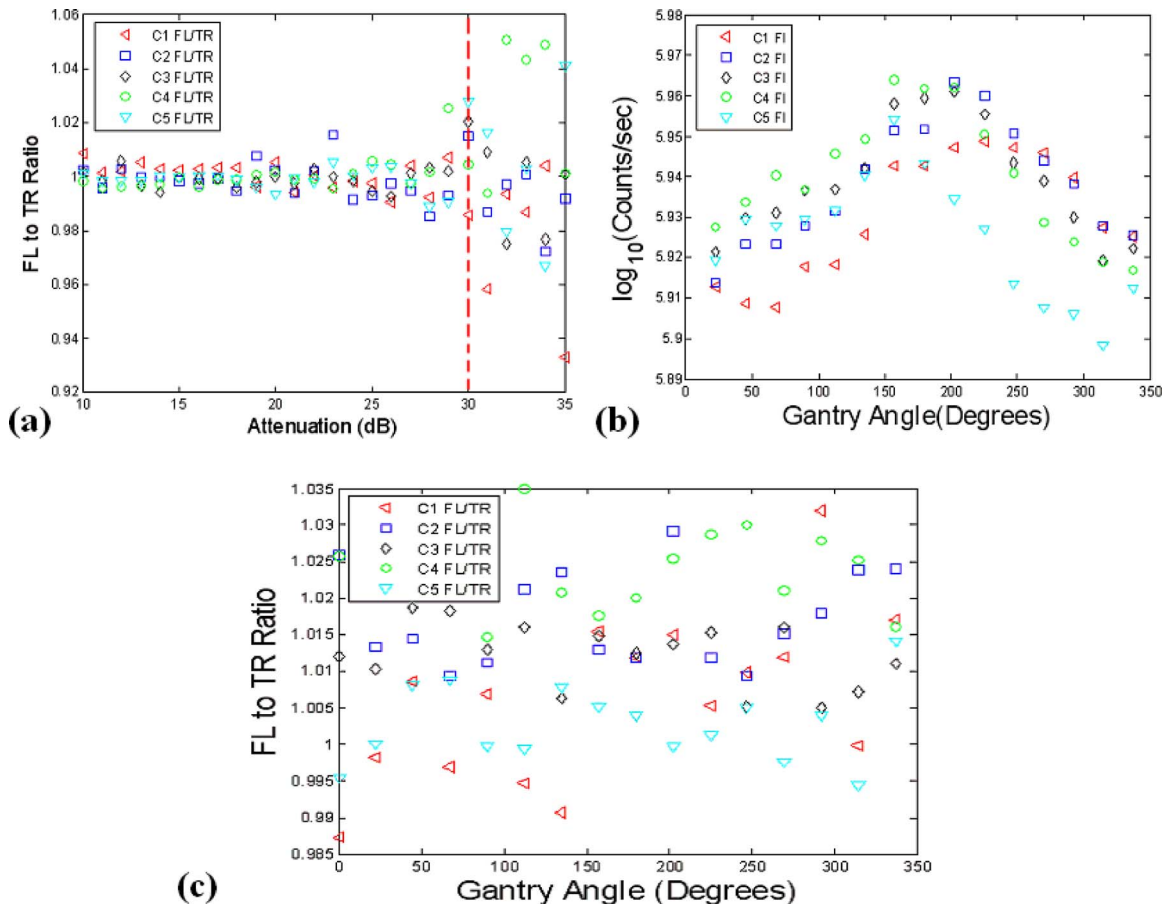 1.06
1.04
1.02
1
0.98
0.96
0.94
0.92
FL to TR Ratio
C1 FL/TR
C2 FL/TR
C3 FL/TR
C4 FL/TR
C5 FL/TR
10 15 20 25 30 35
Attenuation (dB)
(a)
5.98
5.97
5.96
5.95
5.94
5.93
5.92
5.91
5.9
5.89
log10(Counts/sec)
C1 Fl
C2 Fl
C3 Fl
C4 Fl
C5 Fl
0 50 100 150 200 250 300 350
Gantry Angle(Degrees)
(b)
1.035
1.03
1.025
1.02
1.015
1.01
1.005
1
0.995
0.99
0.985
FL to TR Ratio
C1 FL/TR
C2 FL/TR
C3 FL/TR
C4 FL/TR
C5 FL/TR
0 50 100 150 200 250 300 350
Gantry Angle (Degrees)
(c)